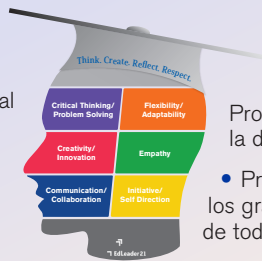 Think. Create. Reflect. Respect.
al
Critical Thinking/
Problem Solving
Flexibility/
Adaptability
Creativity/
Innovation
Empathy
Communication/
Collaboration
Initiative/
Self Direction
EdLeader21
Pro
la d
• Pr
los gr
de tod